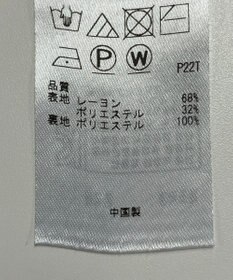 P W
P22T
品質
表地 レーヨン 68%
ポリエステル 32%
裏地 ポリエステル 100%
中国製